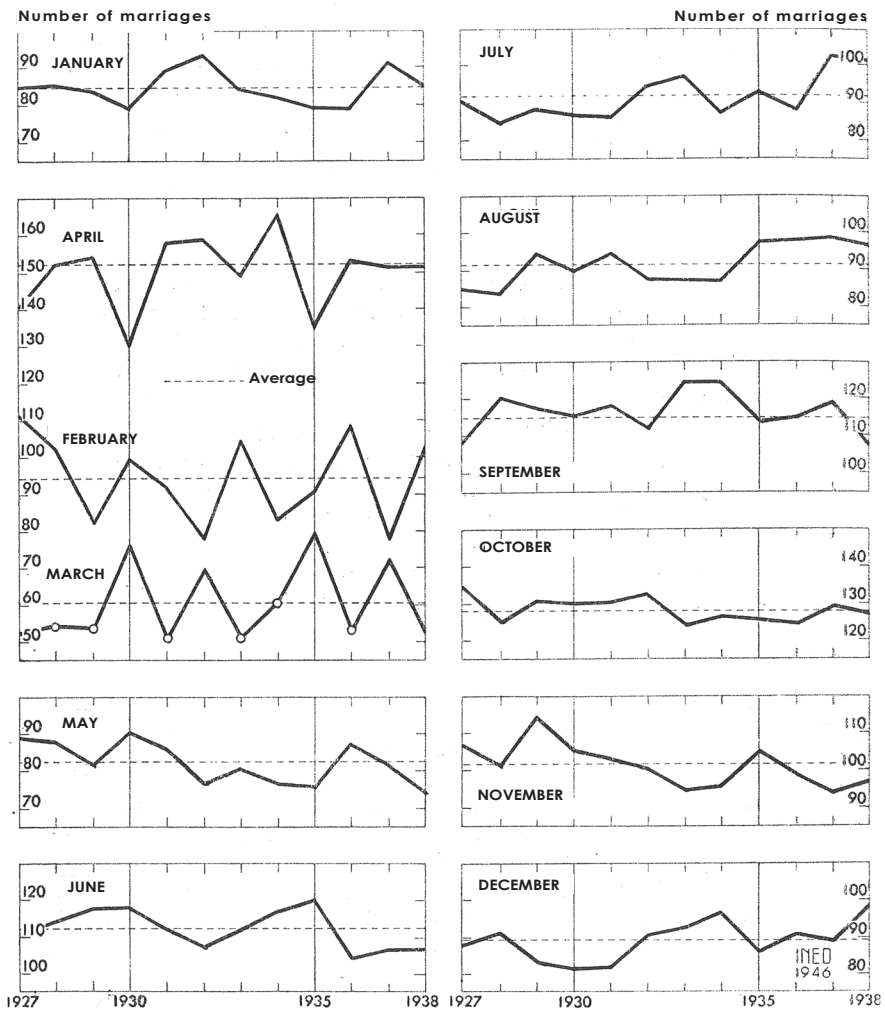 Number of marriages
90
JANUARY
80
70
160
APRIL
150
140
130
120
Average
110
FEBRUARY
100
90
80
70
MARCH
60
50
90
MAY
80
70
120
JUNE
110
100
1927 1930 1935 1938
Number of marriages
JULY
100
90
80
AUGUST
100
90
80
120
110
SEPTEMBER
100
OCTOBER
140
130
120
110
100
NOVEMBER
90
DECEMBER
100
90
INED
1946
80
1927 1930 1935 1938